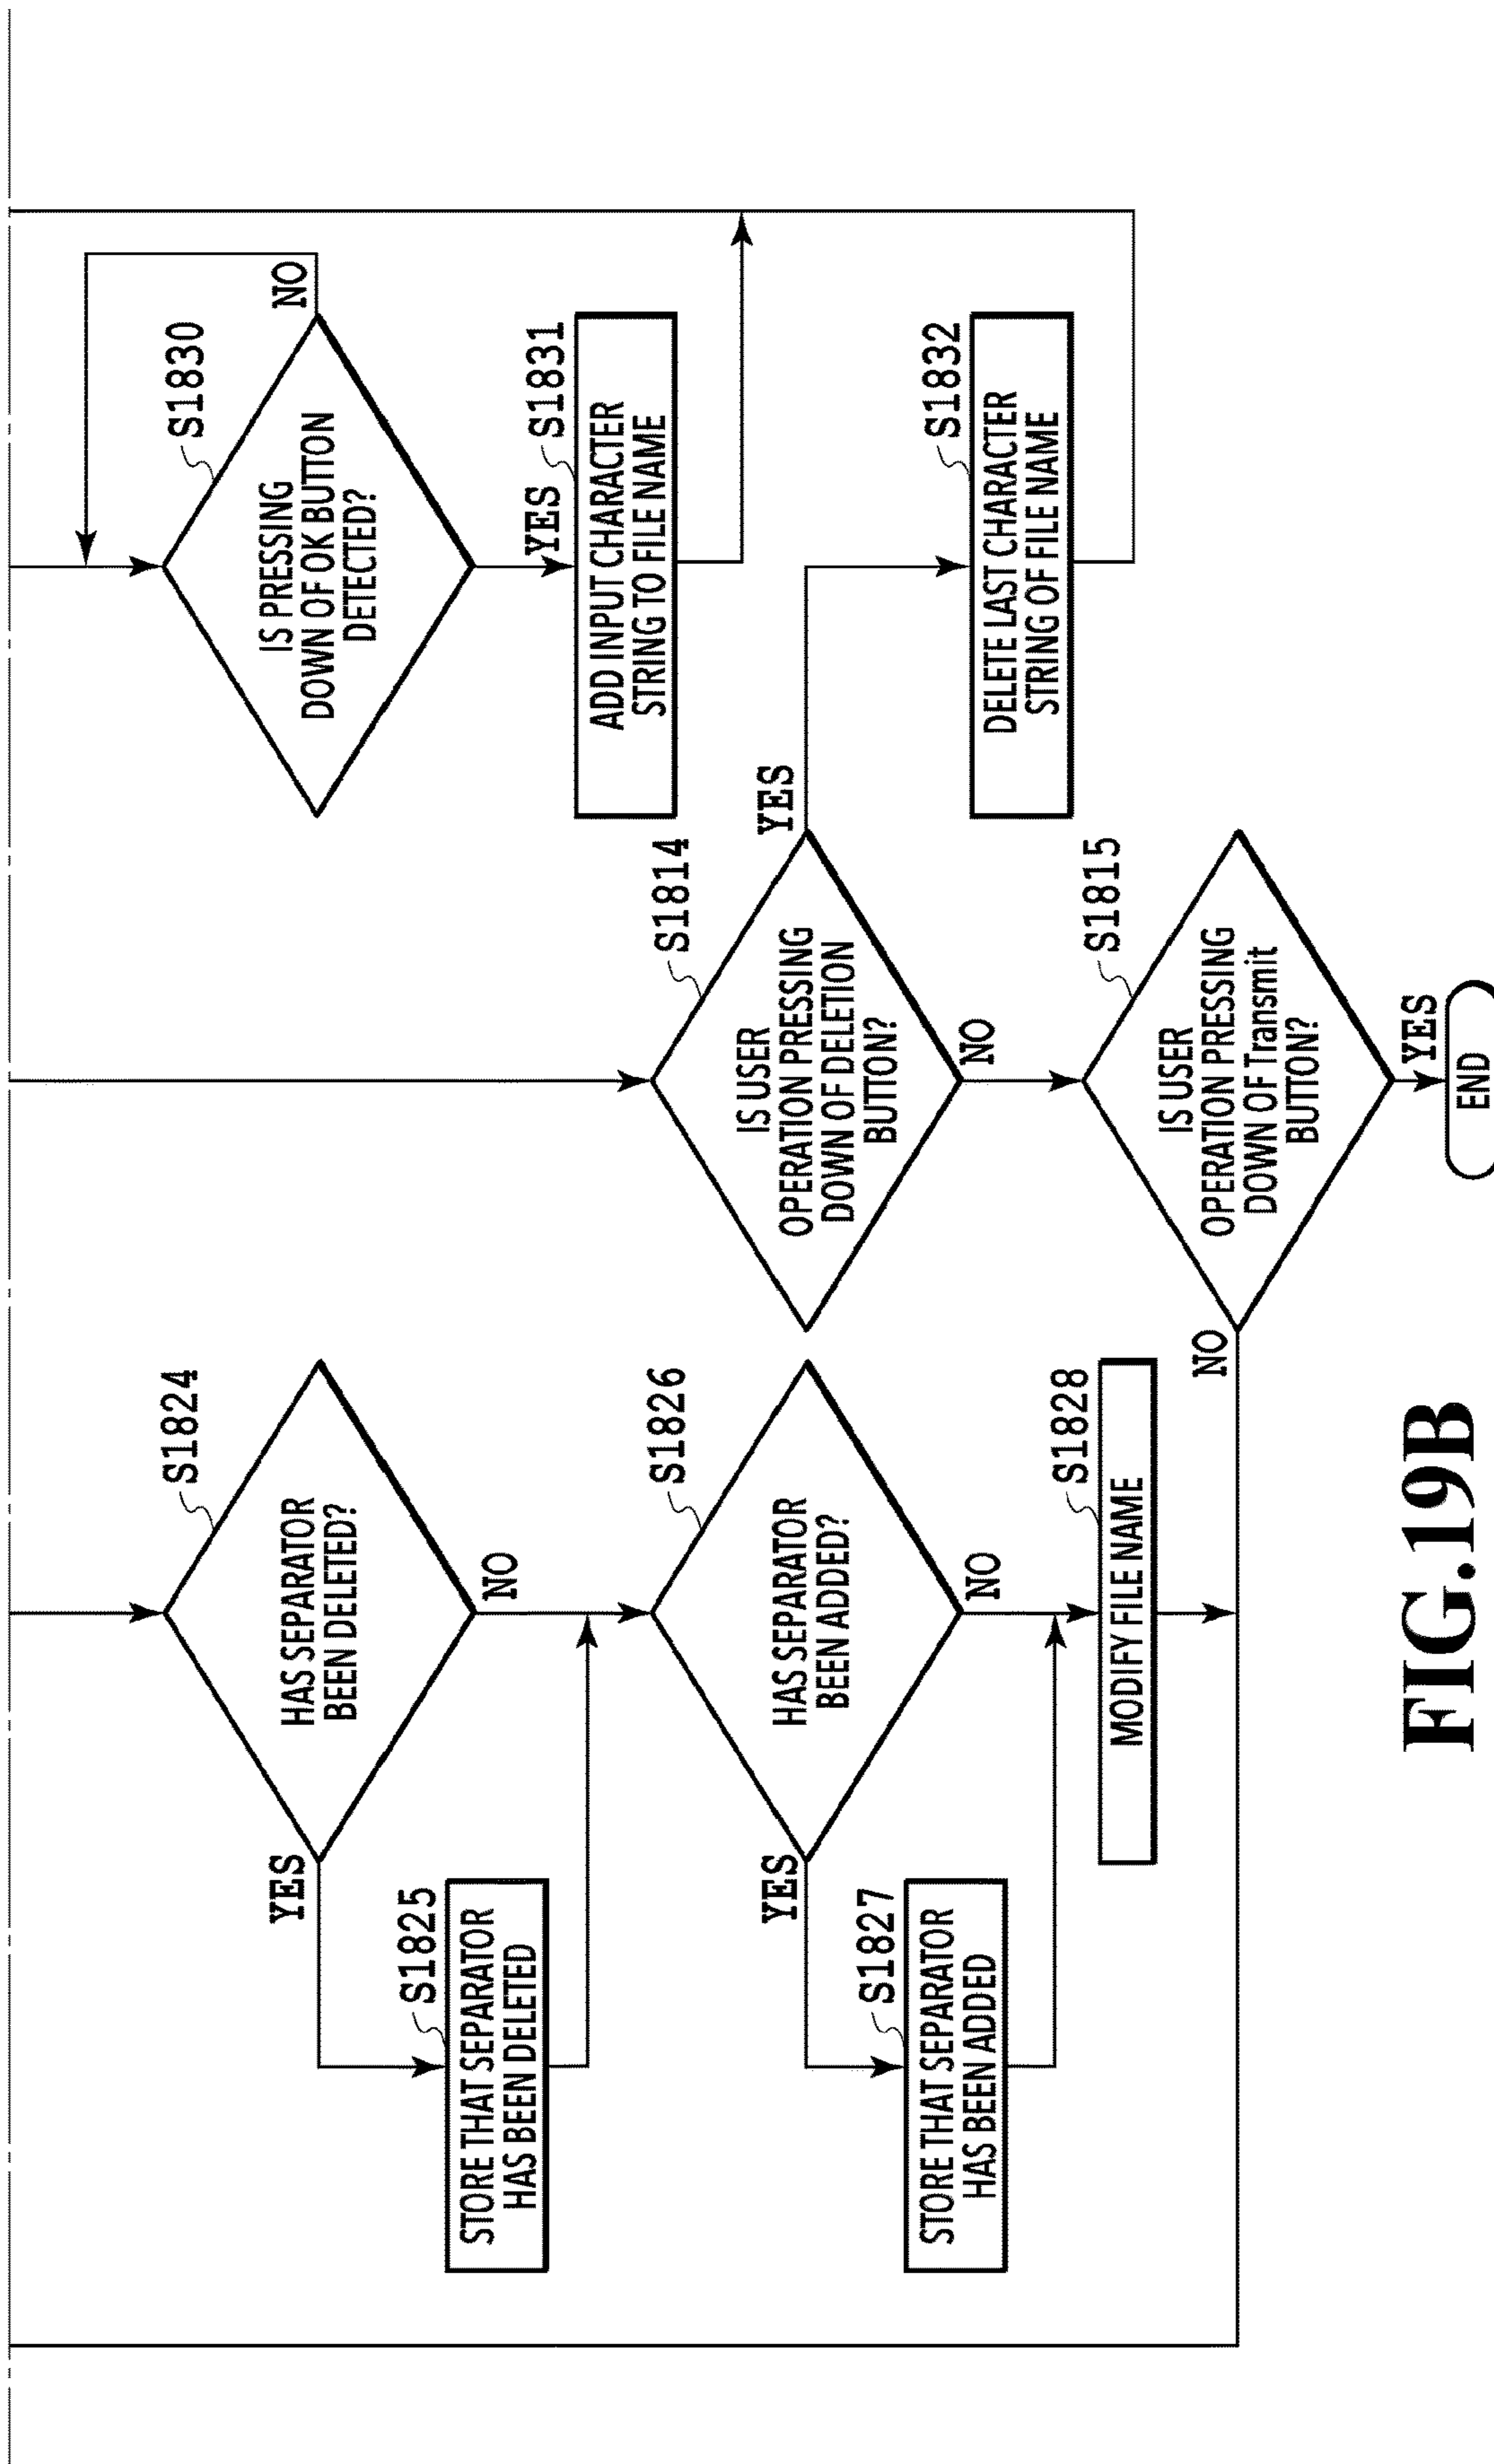 S1824
HAS SEPARATOR
BEEN DELETED?
YES
NO
S1825
STORE THAT SEPARATOR
HAS BEEN DELETED
S1826
HAS SEPARATOR
BEEN ADDED?
YES
NO
S1827
STORE THAT SEPARATOR
HAS BEEN ADDED
S1828
MODIFY FILE NAME
S1814
IS USER
OPERATION PRESSING
DOWN OF DELETION
BUTTON?
YES
NO
S1815
IS USER
OPERATION PRESSING
DOWN OF Transmit
BUTTON?
NO
YES
END
S1830
IS PRESSING
DOWN OF OK BUTTON
DETECTED?
NO
YES
S1831
ADD INPUT CHARACTER
STRING TO FILE NAME
S1832
DELETE LAST CHARACTER
STRING OF FILE NAME
FIG.19B